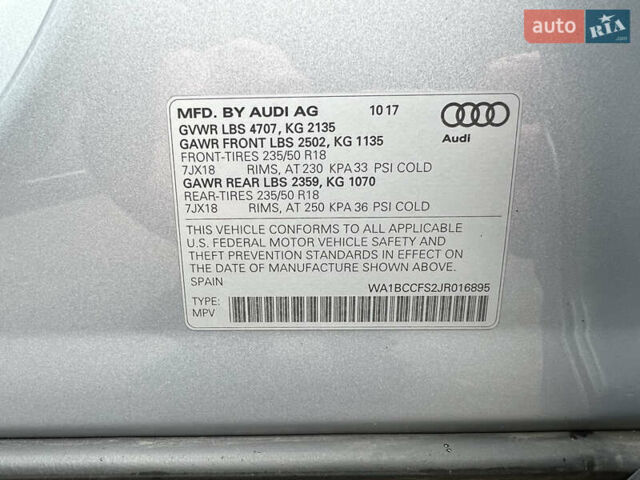 auto RIA.com
MFD. BY AUDI AG 10 17
GVWR LBS 4707, KG 2135
GAWR FRONT LBS 2502, KG 1135
FRONT-TIRES 235/50 R18
7JX18 RIMS, AT 230 KPA 33 PSI COLD
GAWR REAR LBS 2359, KG 1070
REAR-TIRES 235/50 R18
7JX18 RIMS, AT 250 KPA 36 PSI COLD
Audi
THIS VEHICLE CONFORMS TO ALL APPLICABLE
U.S. FEDERAL MOTOR VEHICLE SAFETY AND
THEFT PREVENTION STANDARDS IN EFFECT
ON THE DATE OF MANUFACTURE SHOWN ABOVE.
SPAIN WA1BCCFS2JR016895
TYPE:
MPV